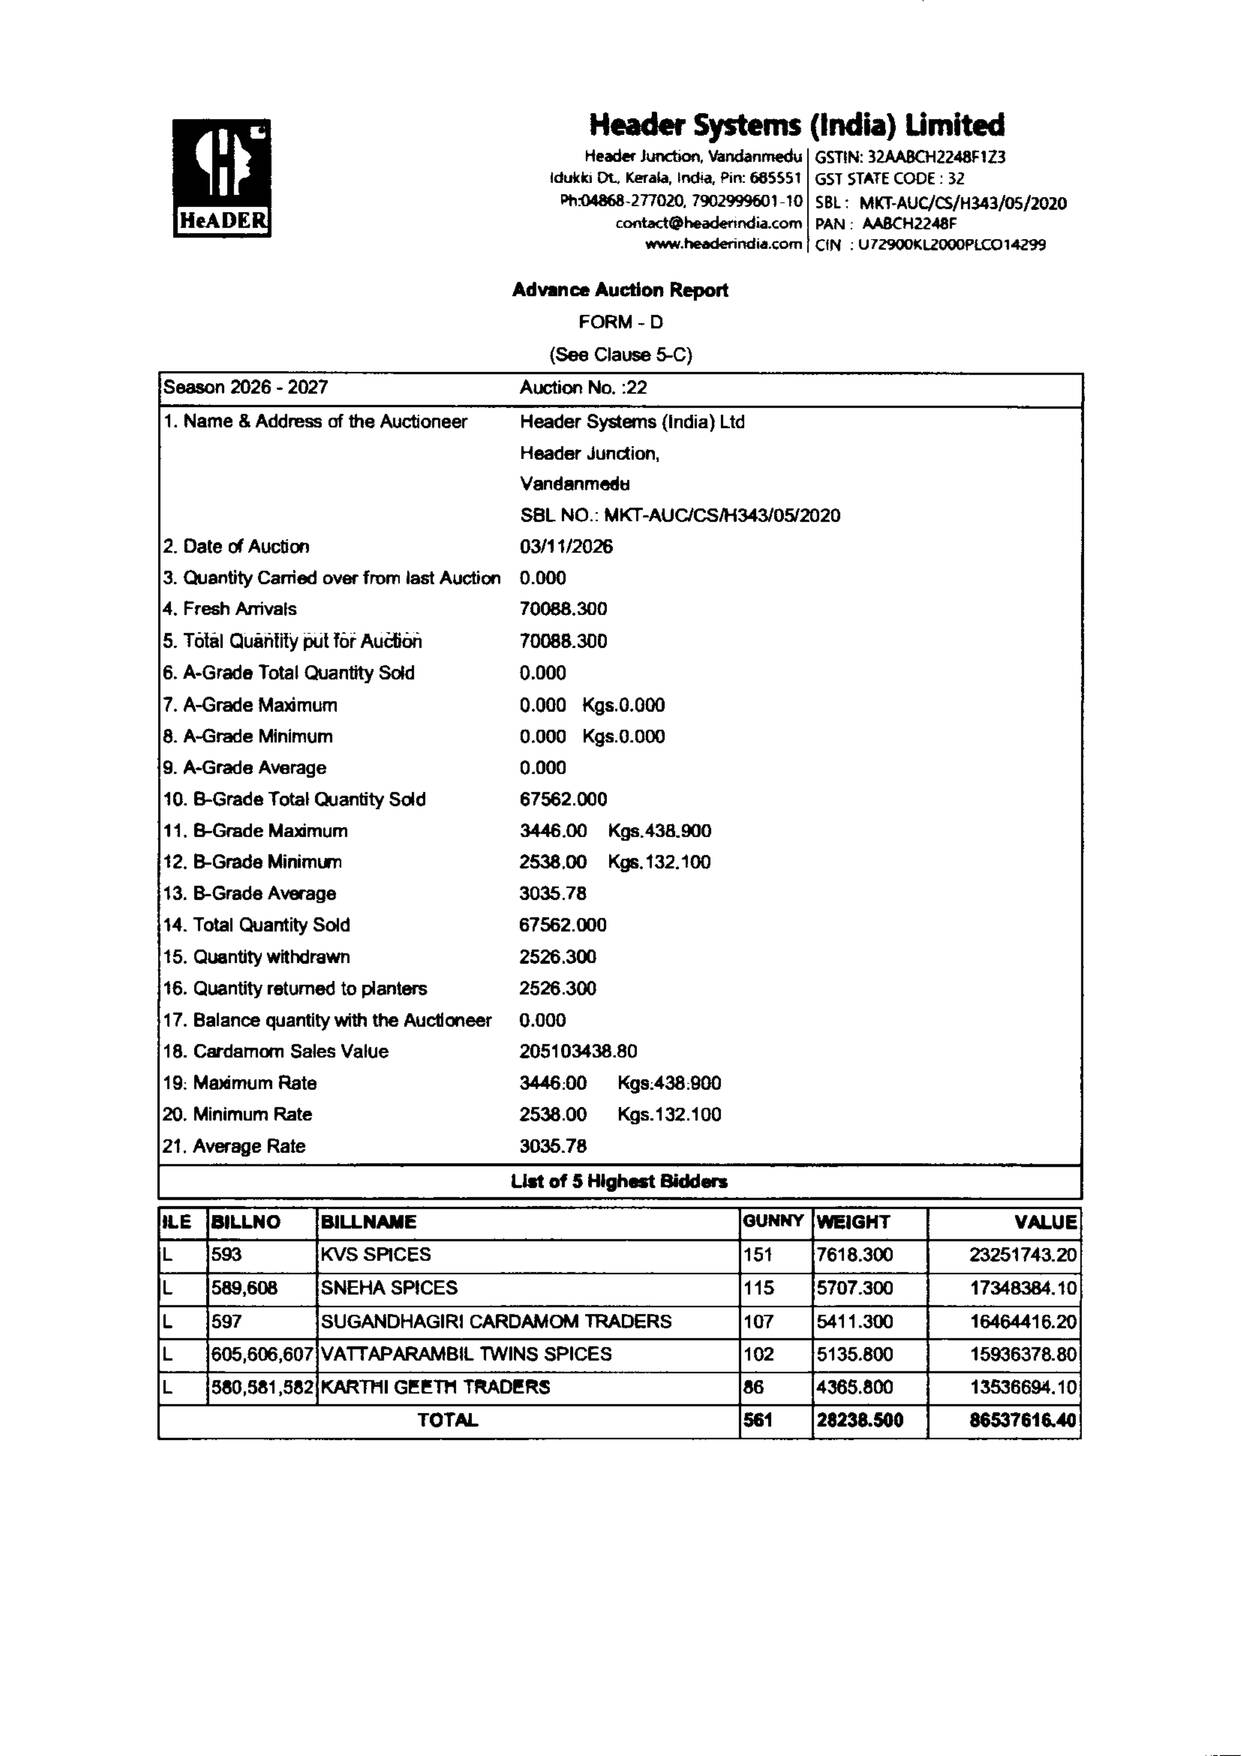 HeADER
Header Systems (India) Limited
Header Junction, Vandanmedu GSTIN: 32AABCH2248F1Z3
Idukki Dt., Kerala, India, Pin: 685551 GST STATE CODE : 32
Ph:04868-277020, 7902999601-10 SBL : MKT-AUC/CS/H343/05/2020
contact@headerindia.com PAN : AABCH2248F
www.headerindia.com CIN : U72900KL2000PLCO14299
Advance Auction Report
FORM - D
(See Clause 5-C)
Season 2026 - 2027 Auction No. :22
1. Name & Address of the Auctioneer Header Systems (India) Ltd
Header Junction,
Vandanmedu
SBL NO.: MKT-AUC/CS/H343/05/2020
2. Date of Auction 03/11/2026
3. Quantity Carried over from last Auction 0.000
4. Fresh Arrivals 70088.300
5. Total Quantity put for Auction 70088.300
6. A-Grade Total Quantity Sold 0.000
7. A-Grade Maximum 0.000 Kgs.0.000
8. A-Grade Minimum 0.000 Kgs.0.000
9. A-Grade Average 0.000
10. B-Grade Total Quantity Sold 67562.000
11. B-Grade Maximum 3446.00 Kgs.438.900
12. B-Grade Minimum 2538.00 Kgs.132.100
13. B-Grade Average 3035.78
14. Total Quantity Sold 67562.000
15. Quantity withdrawn 2526.300
16. Quantity returned to planters 2526.300
17. Balance quantity with the Auctioneer 0.000
18. Cardamom Sales Value 205103438.80
19. Maximum Rate 3446.00 Kgs.438.900
20. Minimum Rate 2538.00 Kgs.132.100
21. Average Rate 3035.78
List of 5 Highest Bidders
ILE BILLNO BILLNAME GUNNY WEIGHT VALUE
L 593 KVS SPICES 151 7618.300 23251743.20
L 589,608 SNEHA SPICES 115 5707.300 17348384.10
L 597 SUGANDHAGIRI CARDAMOM TRADERS 107 5411.300 16464416.20
L 605,606,607 VATTAPARAMBIL TWINS SPICES 102 5135.800 15936378.80
L 580,581,582 KARTHI GEETH TRADERS 86 4365.800 13536694.10
TOTAL 561 28238.500 86537616.40